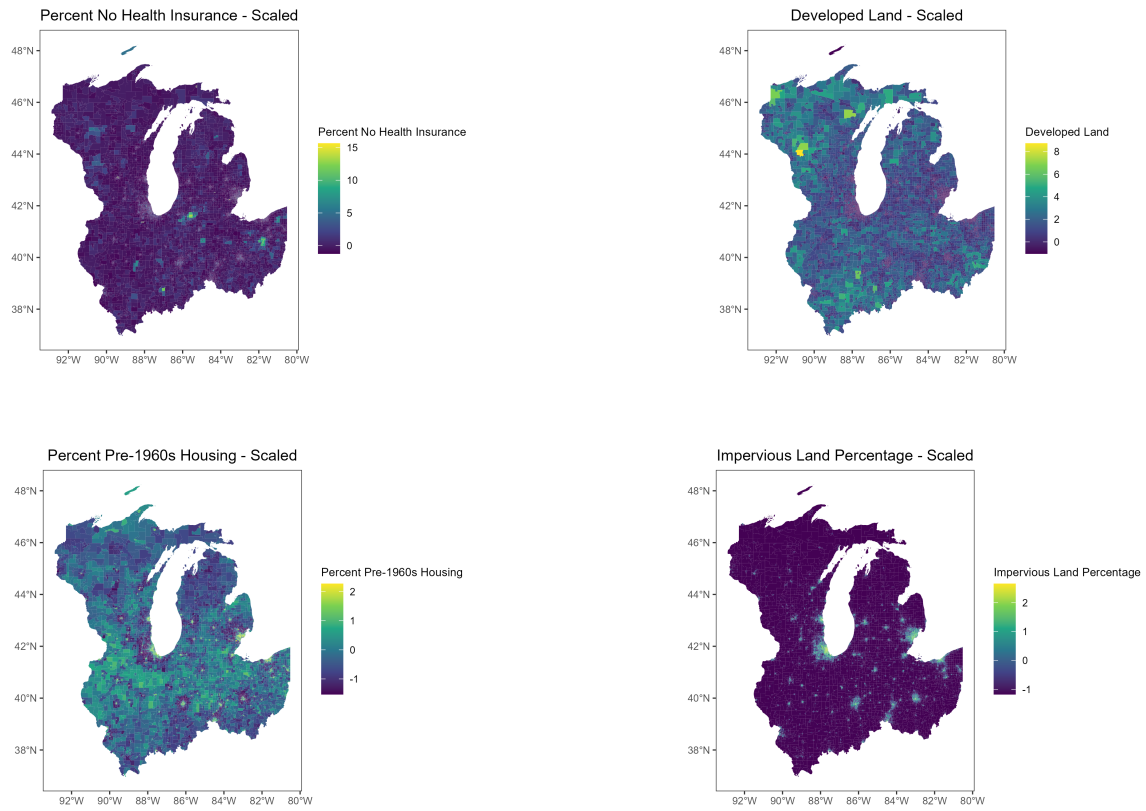 Percent No Health Insurance - Scaled
48°N
46°N
44°N
42°N
40°N
38°N
92°W 90°W 88°W 86°W 84°W 82°W 80°W
Percent No Health Insurance
15
10
5
0
Developed Land - Scaled
48°N
46°N
44°N
42°N
40°N
38°N
92°W 90°W 88°W 86°W 84°W 82°W 80°W
Developed Land
8
6
4
2
0
Percent Pre-1960s Housing - Scaled
48°N
46°N
44°N
42°N
40°N
38°N
92°W 90°W 88°W 86°W 84°W 82°W 80°W
Percent Pre-1960s Housing
2
1
0
-1
Impervious Land Percentage - Scaled
48°N
46°N
44°N
42°N
40°N
38°N
92°W 90°W 88°W 86°W 84°W 82°W 80°W
Impervious Land Percentage
2
1
0
-1